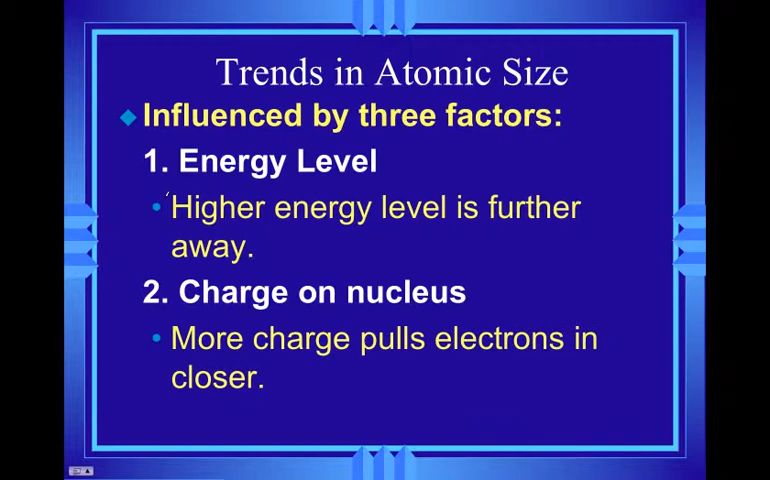 Trends in Atomic Size
Influenced by three factors:
1. Energy Level
Higher energy level is further
away.
2. Charge on nucleus
More charge pulls electrons in
closer.